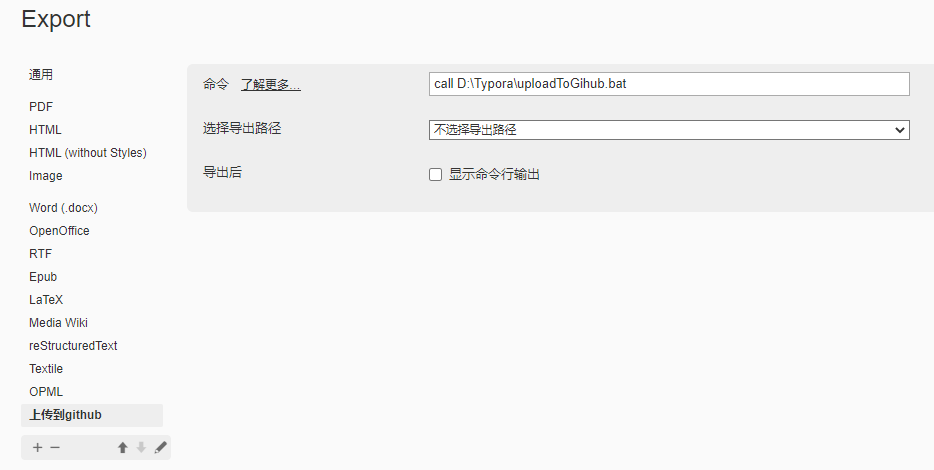 Export
通用
PDF
HTML
HTML (without Styles)
Image
Word (.docx)
OpenOffice
RTF
Epub
LaTeX
Media Wiki
reStructuredText
Textile
OPML
上传到github
命令 了解更多... call D:\Typora\uploadToGihub.bat
选择导出路径 不选择导出路径
导出后 显示命令行输出